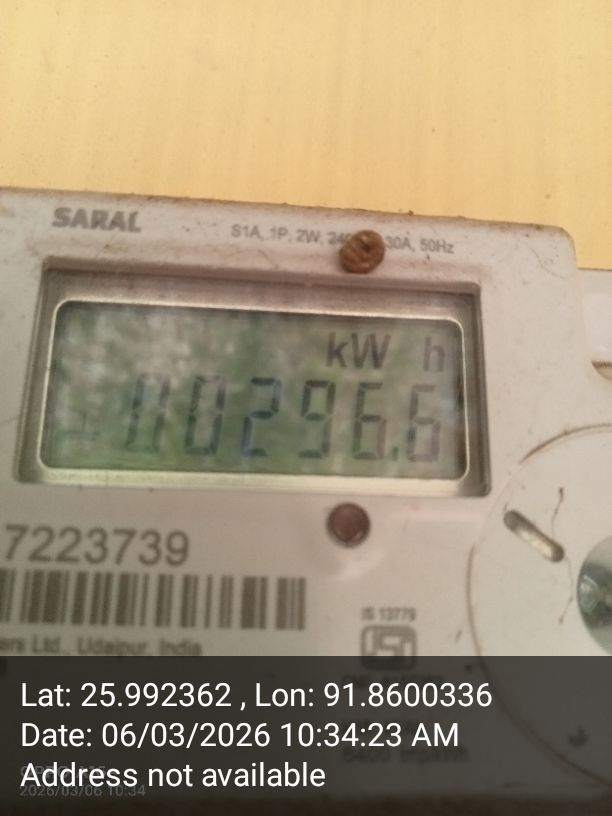 SARAL
S1A, 1P, 2W, 30A, 50Hz
kW h
00296.6
7223739
Ltd., Udaipur, India
IS 13779
Lat: 25.992362 , Lon: 91.8600336
Date: 06/03/2026 10:34:23 AM
Address not available
2026/03/06 10:34